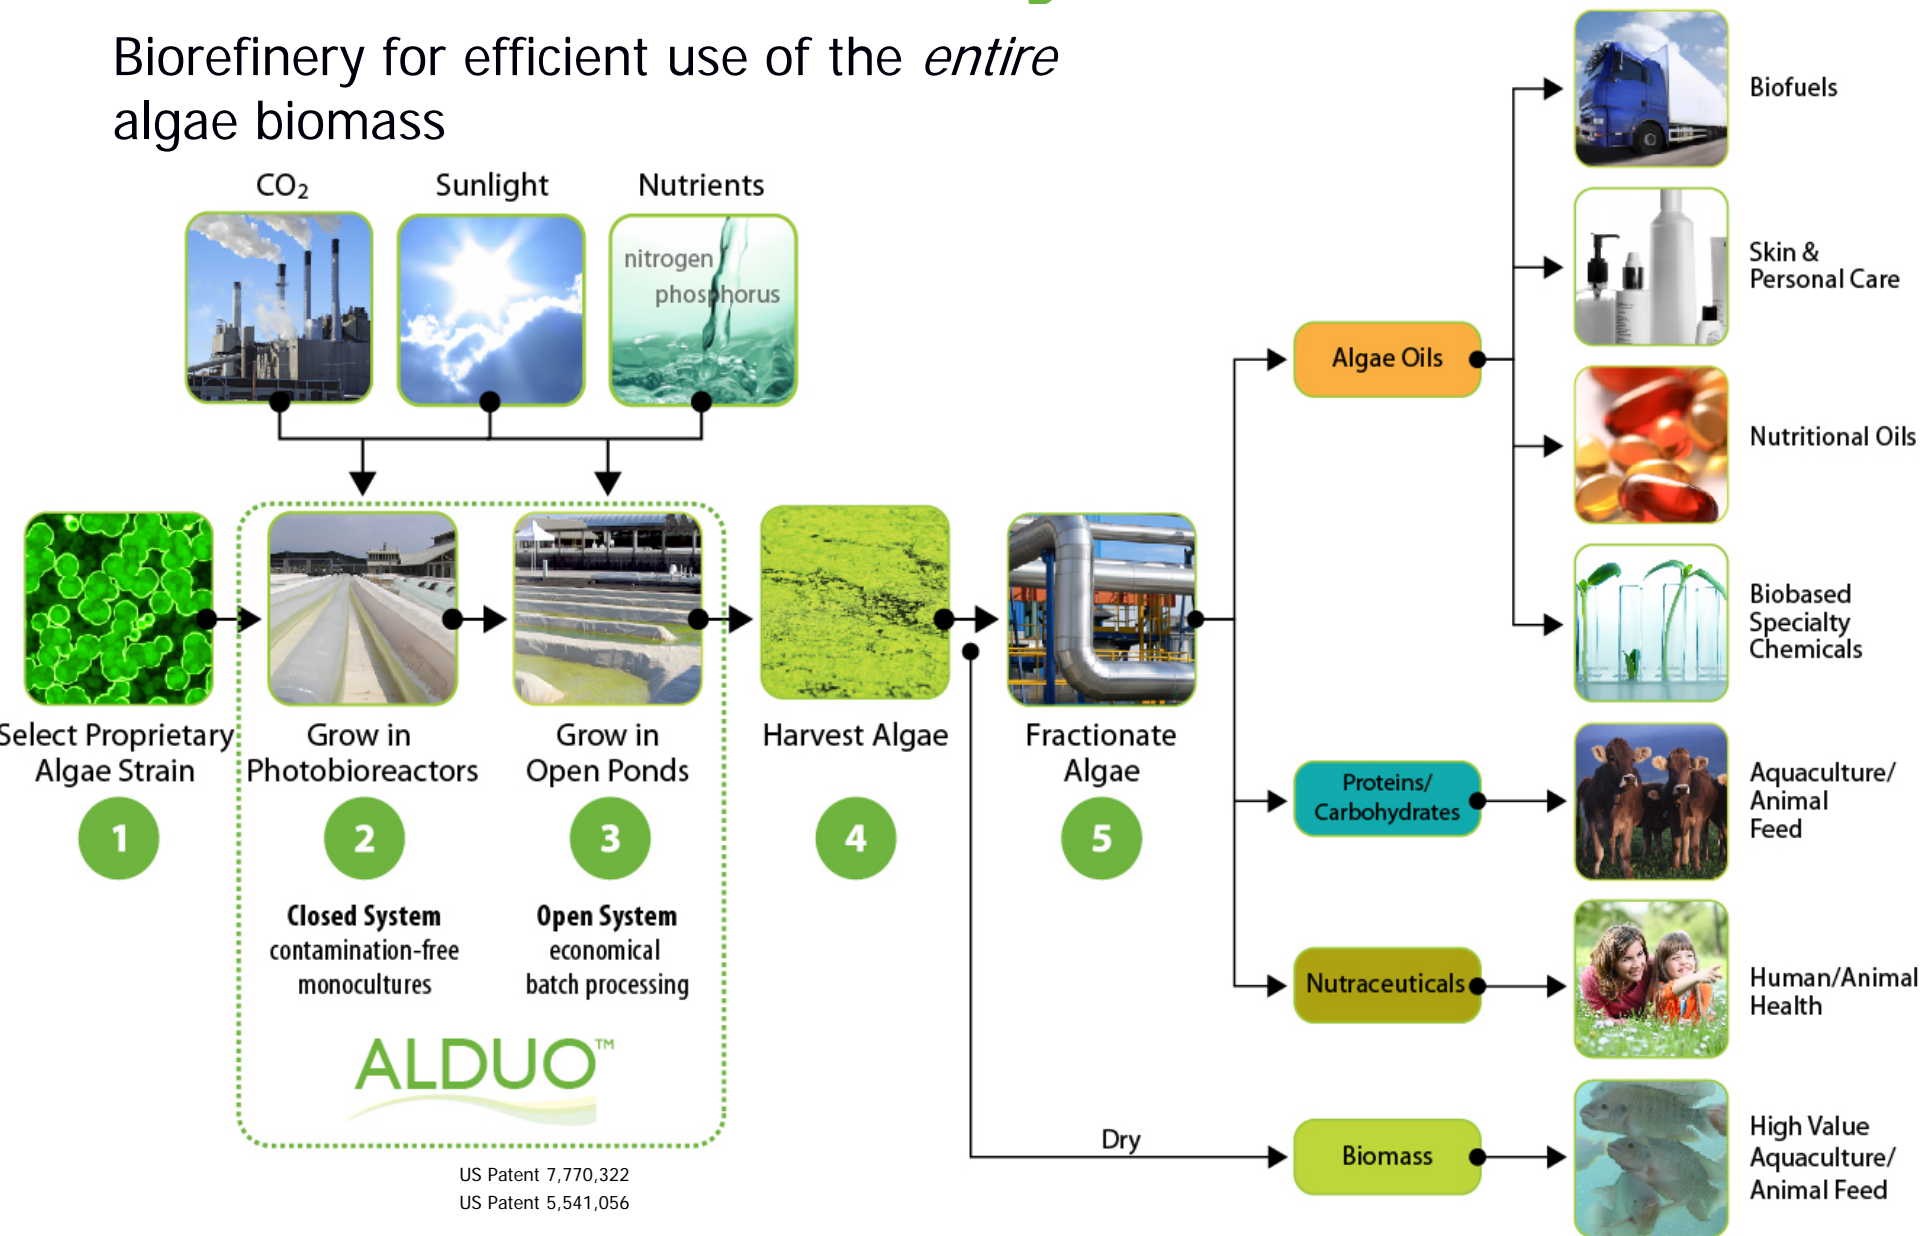 Biorefinery for efficient use of the entire
algae biomass
CO₂
Sunlight
Nutrients
nitrogen
phosphorus
Select Proprietary
Algae Strain
1
Grow in
Photobioreactors
2
Closed System
contamination-free
monocultures
Grow in
Open Ponds
3
Open System
economical
batch processing
ALDUO™
US Patent 7,770,322
US Patent 5,541,056
Harvest Algae
4
Fractionate
Algae
5
Dry
Algae Oils
Biofuels
Skin &
Personal Care
Nutritional Oils
Biobased
Specialty
Chemicals
Proteins/
Carbohydrates
Aquaculture/
Animal
Feed
Nutraceuticals
Human/Animal
Health
Biomass
High Value
Aquaculture/
Animal Feed